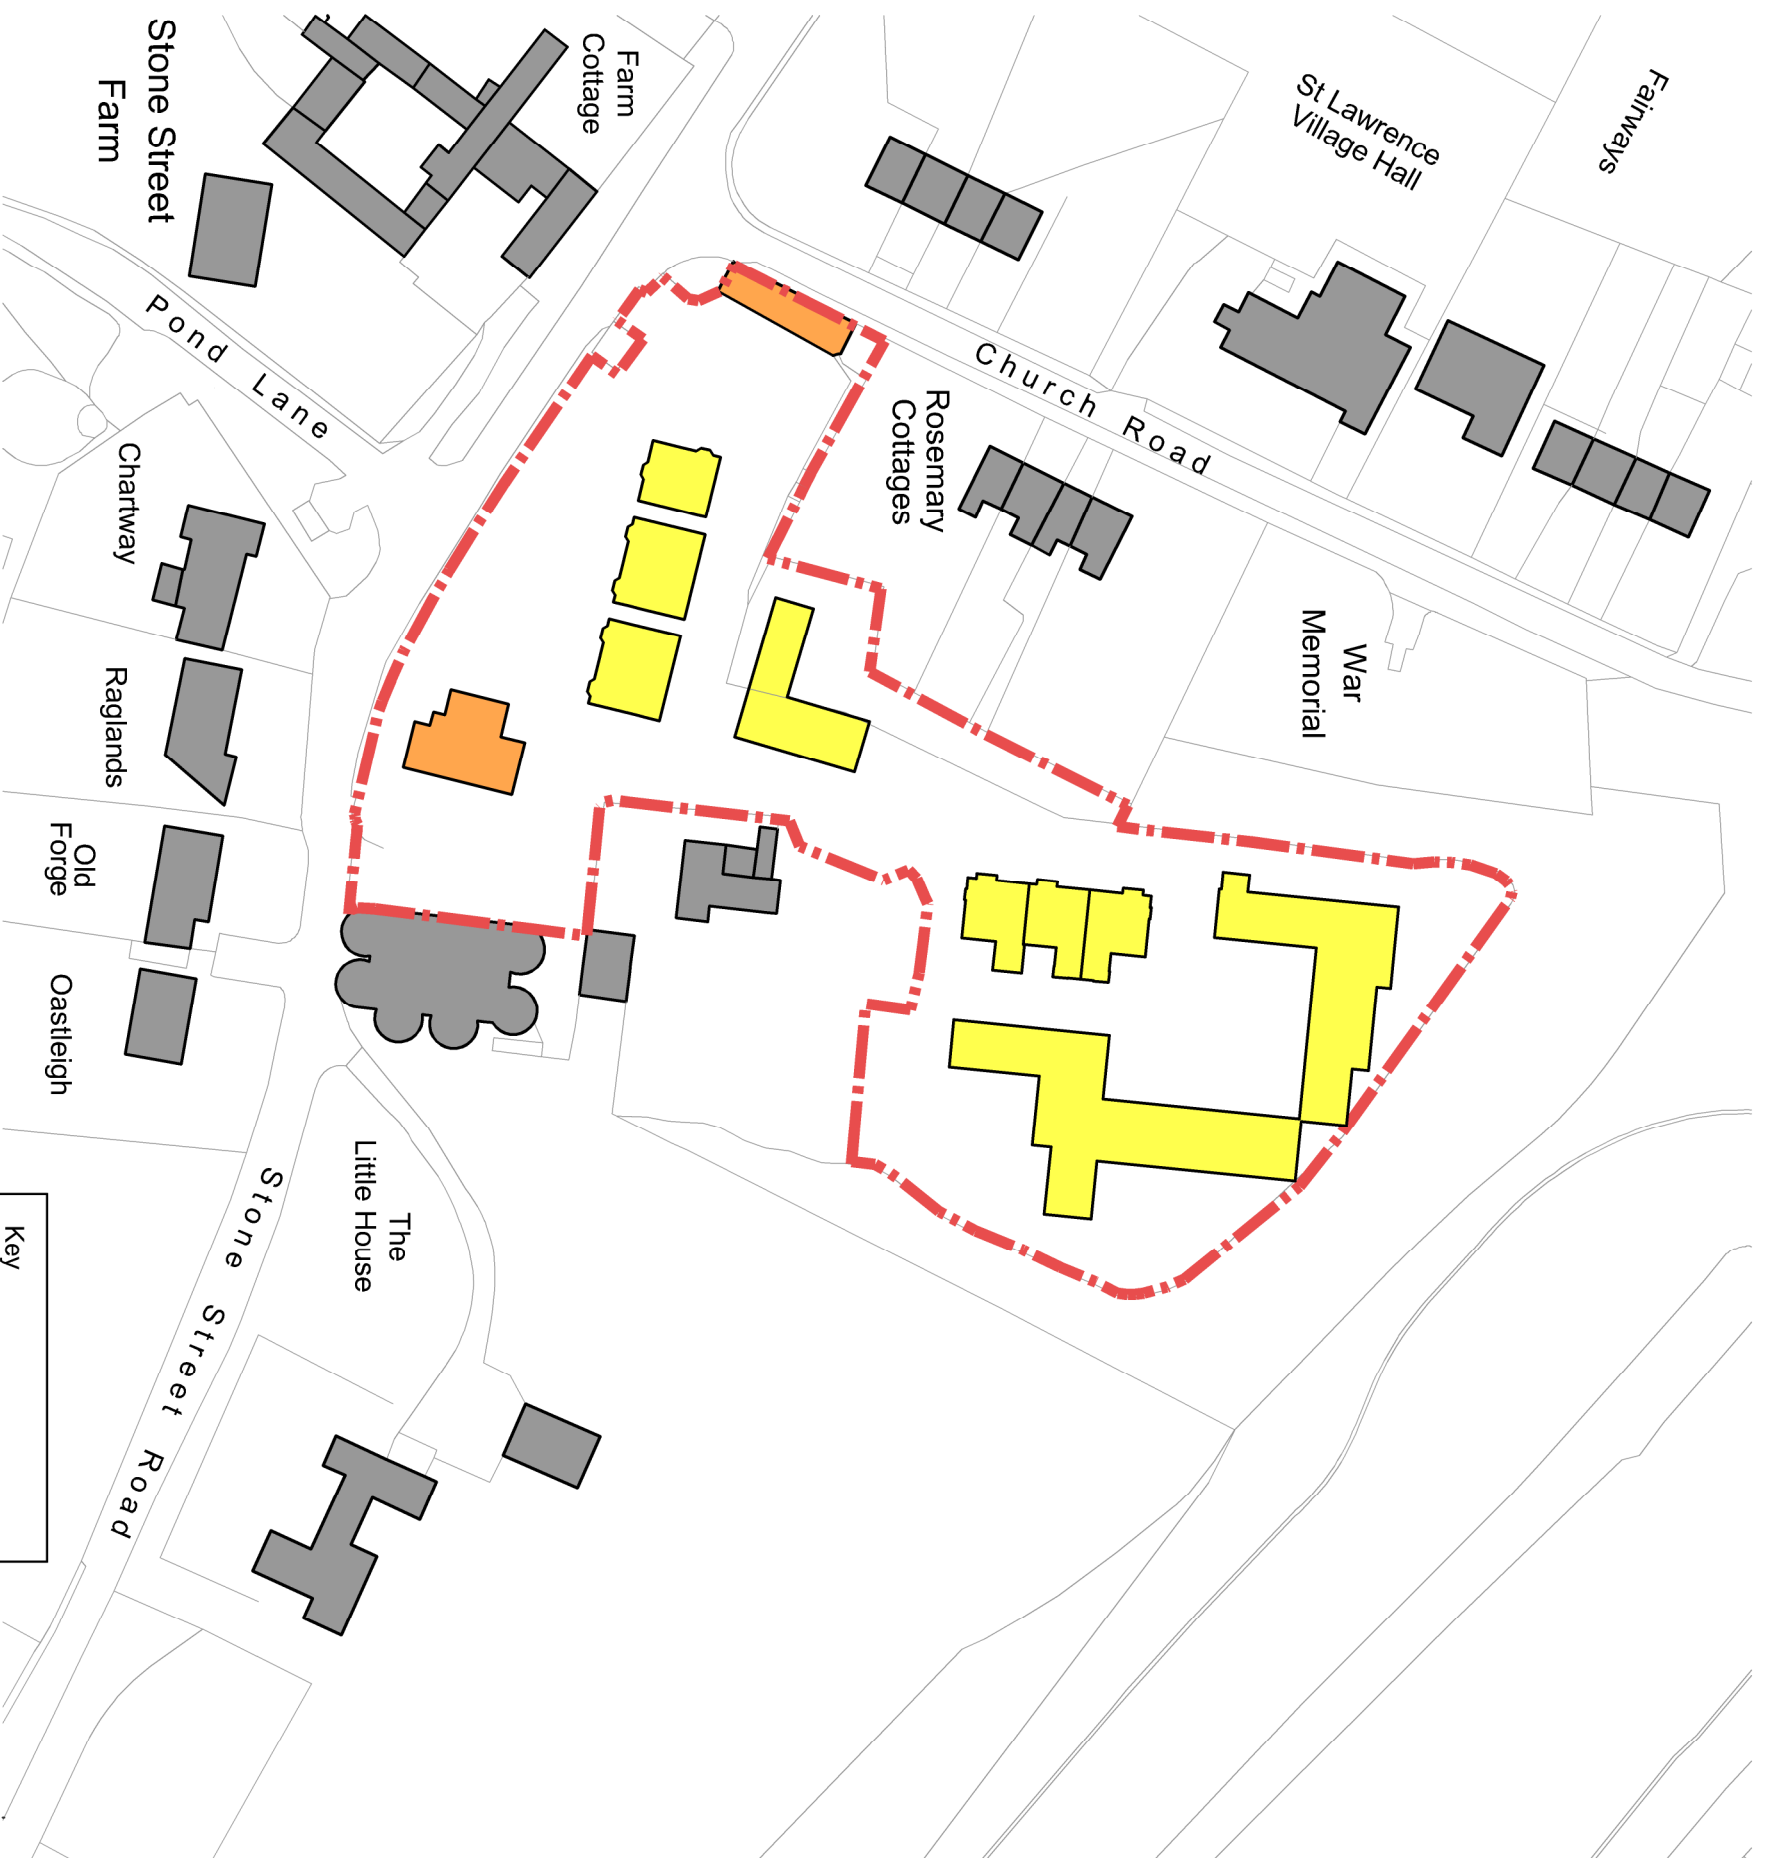 Stone Street
Farm
Farm
Cottage
St Lawrence
Village Hall
Fairways
Pond Lane
Church Road
Rosemary
Cottages
Chartway
War
Memorial
Raglands
Old
Forge
Oastleigh
The
Little House
Stone Street Road
Key